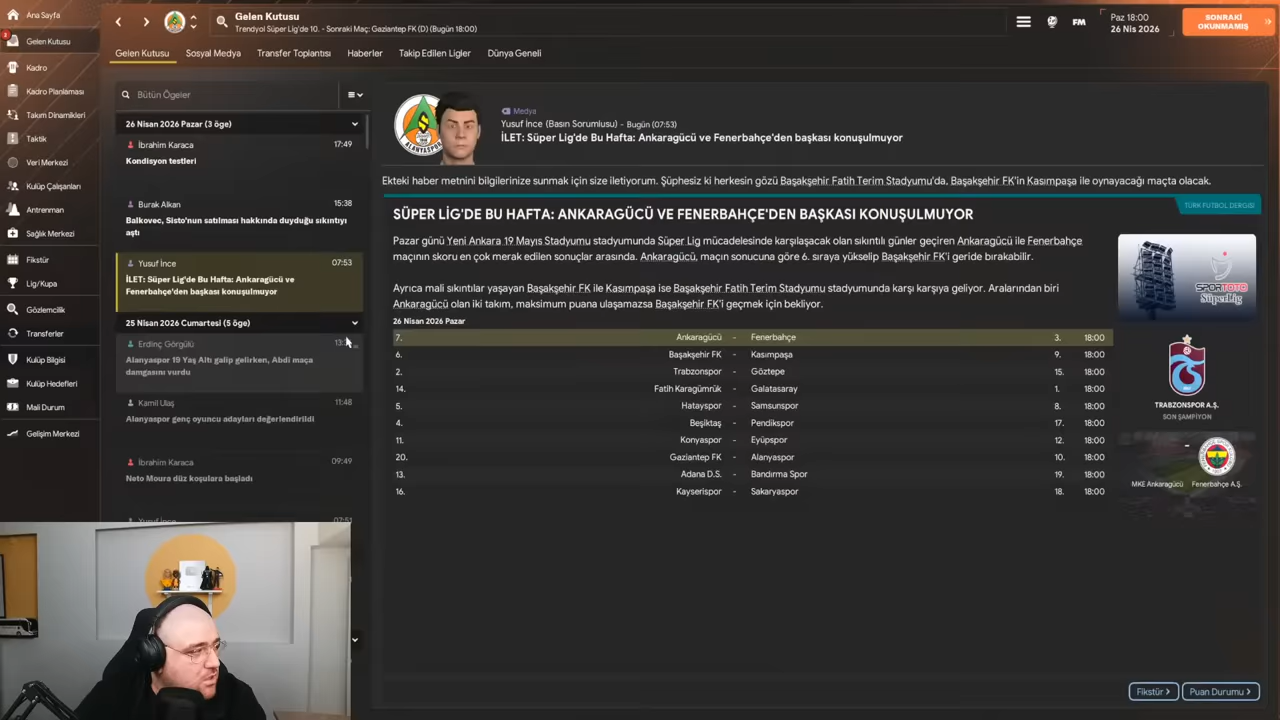 Ana Sayfa
3
Gelen Kutusu
Kadro
Kadro Planlaması
Takım Dinamikleri
Taktik
Veri Merkezi
Kulüp Çalışanları
Antrenman
Sağlık Merkezi
Fikstür
Lig/Kupa
Gözlemcilik
Transferler
Kulüp Bilgisi
Kulüp Hedefleri
Mali Durum
Gelişim Merkezi
Gelen Kutusu
Trendyol Süper Lig'de 10. - Sonraki Maç: Gaziantep FK (D) (Bugün 18:00)
FM
Paz 18:00
26 Nis 2026
SONRAKİ OKUNMAMIŞ
Gelen Kutusu
Sosyal Medya
Transfer Toplantısı
Haberler
Takip Edilen Ligler
Dünya Geneli
Bütün Ögeler
26 Nisan 2026 Pazar (3 öge)
İbrahim Karaca 17:49
Kondisyon testleri
Burak Alkan 15:38
Balkovec, Sisto'nun satılması hakkında duyduğu sıkıntıyı
attı
Yusuf İnce 07:53
İLET: Süper Lig'de Bu Hafta: Ankaragücü ve
Fenerbahçe'den başkası konuşulmuyor
25 Nisan 2026 Cumartesi (5 öge)
Erdinç Görgülü
Alanyaspor 19 Yaş Altı galip gelirken, Abdi maça
damgasını vurdu
Kamil Ulaş 11:48
Alanyaspor genç oyuncu adayları değerlendirildi
İbrahim Karaca 09:49
Neto Moura düz koşulara başladı
Yusuf İnce 07:51
ALANYASPOR
Medya
Yusuf İnce (Basın Sorumlusu) - Bugün (07:53)
İLET: Süper Lig'de Bu Hafta: Ankaragücü ve Fenerbahçe'den başkası konuşulmuyor
Ekteki haber metnini bilgilerinize sunmak için size iletiyorum. Şüphesiz ki herkesin gözü Başakşehir Fatih Terim Stadyumu'da, Başakşehir FK'in Kasımpaşa ile oynayacağı maçta olacak.
TÜRK FUTBOL DERGİSİ
SÜPER LİG'DE BU HAFTA: ANKARAGÜCÜ VE FENERBAHÇE'DEN BAŞKASI KONUŞULMUYOR
Pazar günü Yeni Ankara 19 Mayıs Stadyumu stadyumunda Süper Lig mücadelesinde karşılaşacak olan sıkıntılı günler geçiren Ankaragücü ile Fenerbahçe
maçının skoru en çok merak edilen sonuçlar arasında. Ankaragücü, maçın sonucuna göre 6. sıraya yükselip Başakşehir FK'i geride bırakabilir.
Ayrıca mali sıkıntılar yaşayan Başakşehir FK ile Kasımpaşa ise Başakşehir Fatih Terim Stadyumu stadyumunda karşı karşıya geliyor. Aralarından biri
Ankaragücü olan iki takım, maksimum puana ulaşamazsa Başakşehir FK'i geçmek için bekliyor.
26 Nisan 2026 Pazar
7. Ankaragücü - Fenerbahçe 3. 18:00
6. Başakşehir FK - Kasımpaşa 9. 18:00
2. Trabzonspor - Göztepe 15. 18:00
14. Fatih Karagümrük - Galatasaray 1. 18:00
5. Hatayspor - Samsunspor 8. 18:00
4. Beşiktaş - Pendikspor 17. 18:00
11. Konyaspor - Eyüpspor 12. 18:00
20. Gaziantep FK - Alanyaspor 10. 18:00
13. Adana D.S. - Bandırma Spor 19. 18:00
16. Kayserispor - Sakaryaspor 18. 18:00
SPORTOTO
SüperLig
TRABZONSPOR A.Ş.
SON ŞAMPİYON
-
MKE Ankaragücü Fenerbahçe A.Ş.
Fikstür >
Puan Durumu >